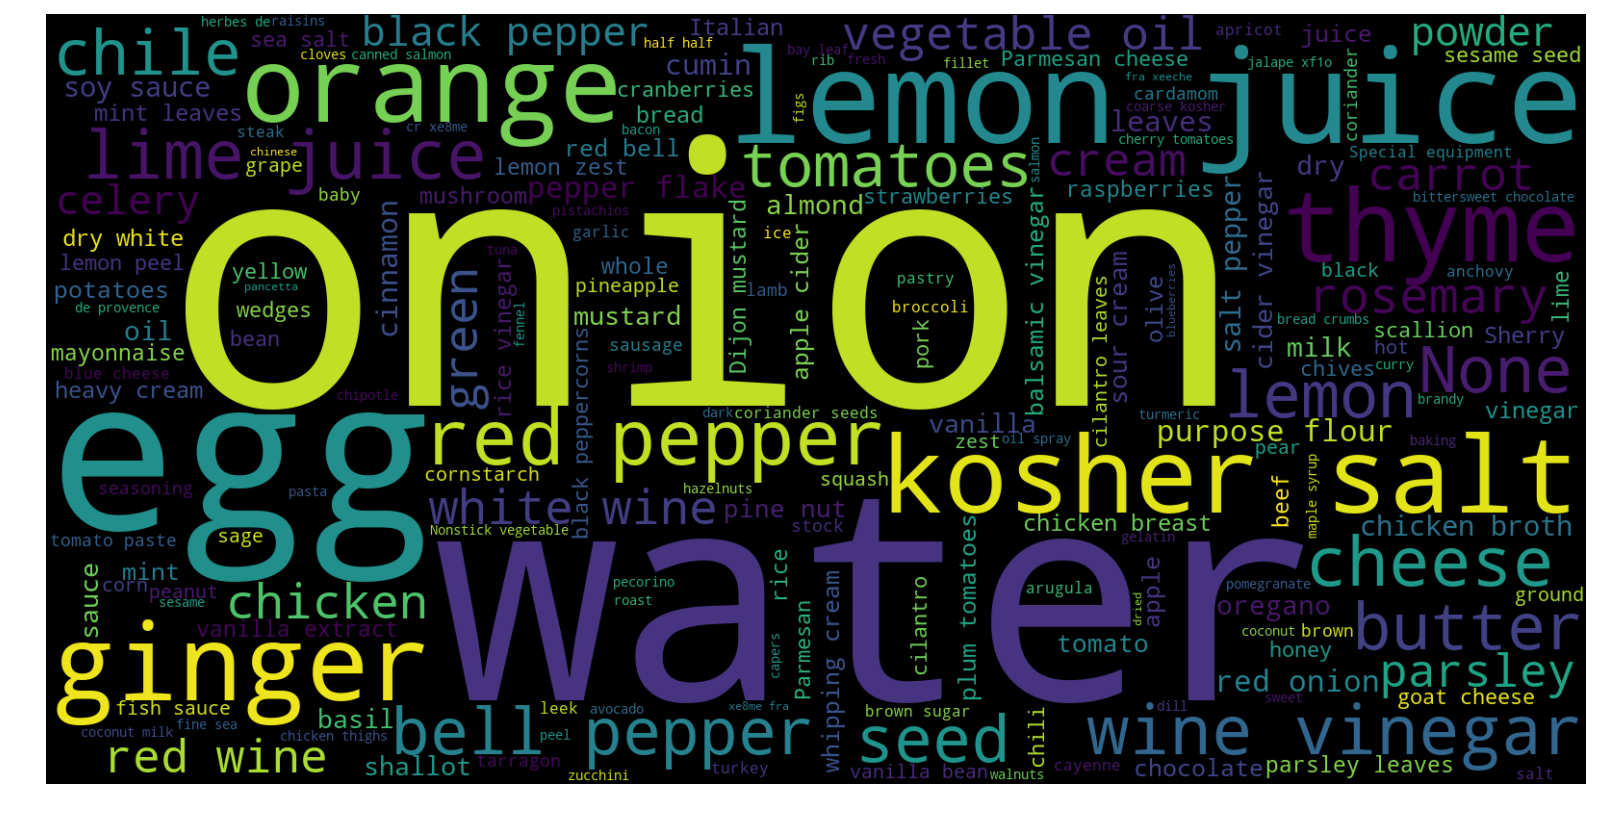 herbes de
raisins
chile
sea salt
cloves
canned salmon
black pepper
half half
Italian
cumin
vegetable oil
bay leaf
fresh
rib
fillet
Parmesan cheese
apricot
juice
powder
sesame seed
jalape xf1o
coriander
soy sauce
mint leaves
orange
cranberries
bread
lemon juice
figs
fra xeeche
cardamom
coarse kosher
leaves
cherry tomatoes
steak
cr xe8me
bacon
red bell
lime juice
chinese
grape
lemon zest
tomatoes
salmon
cream
Special equipment
dry
carrot
celery
baby
mushroom
pepper flake
pistachios
almond
strawberries
raspberries
bittersweet chocolate
dry white
lemon peel
cinnamon
garlic
ice
thyme
onion
yellow
pancetta
wedges
bean
green
tuna
rice vinegar
fennel
whole
pineapple
mustard
Dijon mustard
lamb
apple cider
pastry
broccoli
pork
balsamic vinegar
cilantro leaves
sour cream
olive
blueberries
salt pepper
cider vinegar
black
anchovy
rosemary
lime
potatoes
de provence
oil
mayonnaise
blue cheese
heavy cream
chipotle
sausage
shrimp
bread crumbs
scallion
Sherry
milk
hot
chives
curry
None
lemon
brandy
vinegar
egg
red pepper
black peppercorns
dark
coriander seeds
vanilla
turmeric
zest
oil spray
purpose flour
pear
baking
seasoning
pasta
cornstarch
hazelnuts
squash
kosher salt
maple syrup
beef
white wine
pine nut
stock
Nonstick vegetable
chicken breast
gelatin
chicken broth
tomato paste
sage
water
mint
corn
peanut
sesame
sauce
chicken
vanilla extract
pecorino
roast
rice
capers
Parmesan
whipping cream
cilantro
plum tomatoes
arugula
dried
apple
tomato
pomegranate
cheese
ground
oregano
coconut
brown
honey
butter
ginger
fish sauce
fine sea
coconut milk
basil
chicken thighs
red wine
shallot
bell pepper
tarragon
leek
peel
avocado
zucchini
xe8me fra
turkey
brown sugar
seed
vanilla bean
walnuts
chili
cayenne
dill
red onion
sweet
parsley
goat cheese
wine vinegar
chocolate
parsley leaves
salt